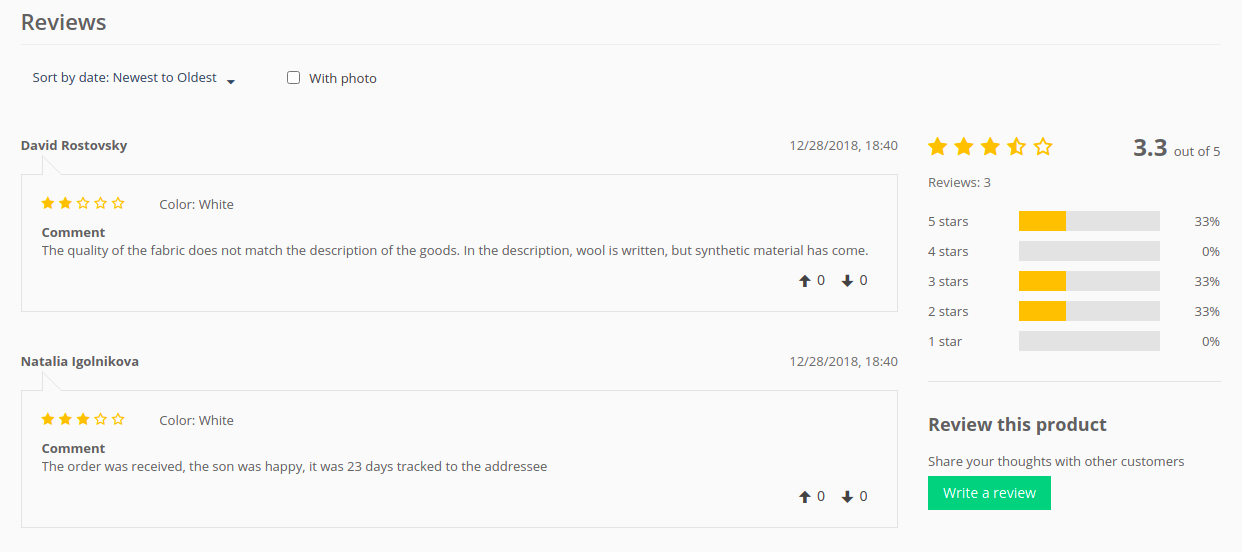 Reviews
Sort by date: Newest to Oldest
With photo
David Rostovsky
12/28/2018, 18:40
Color: White
Comment
The quality of the fabric does not match the description of the goods. In the description, wool is written, but synthetic material has come.
0 0
Natalia Igolnikova
12/28/2018, 18:40
Color: White
Comment
The order was received, the son was happy, it was 23 days tracked to the addressee
0 0
3.3 out of 5
Reviews: 3
5 stars 33%
4 stars 0%
3 stars 33%
2 stars 33%
1 star 0%
Review this product
Share your thoughts with other customers
Write a review